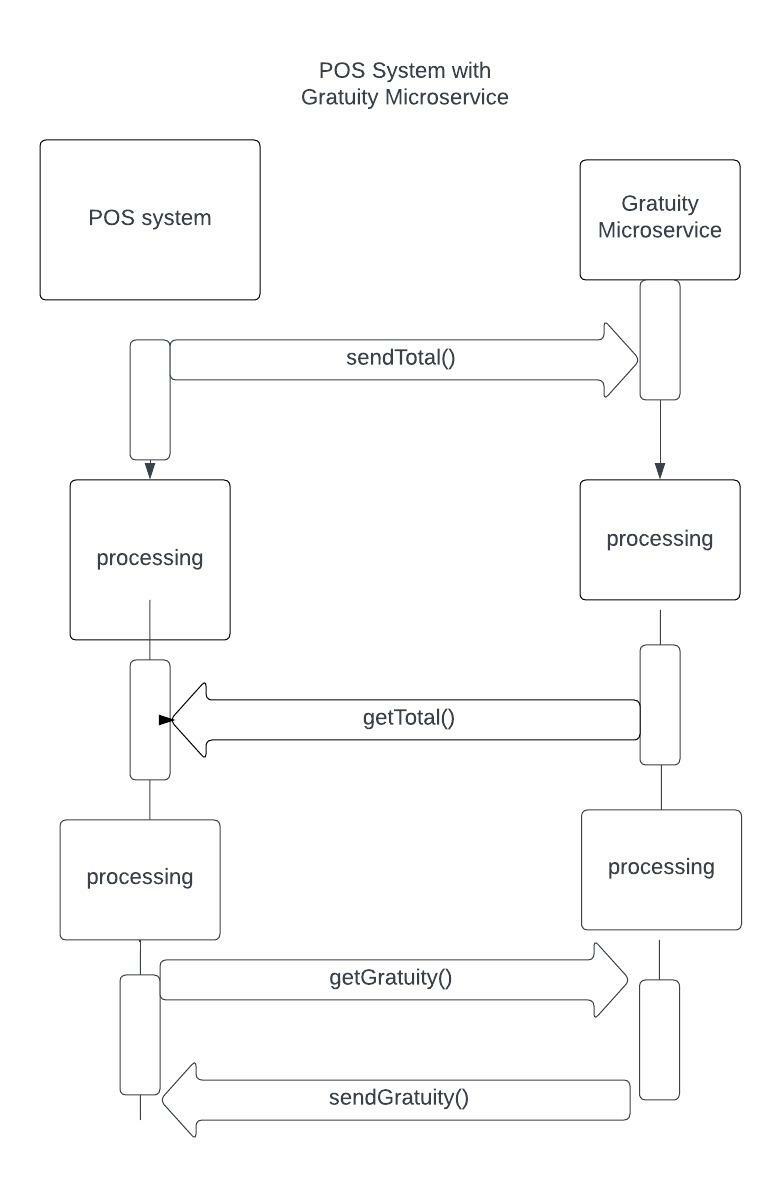 POS System with
Gratuity Microservice
POS system
Gratuity
Microservice
sendTotal()
processing
processing
getTotal()
processing
processing
getGratuity()
sendGratuity()